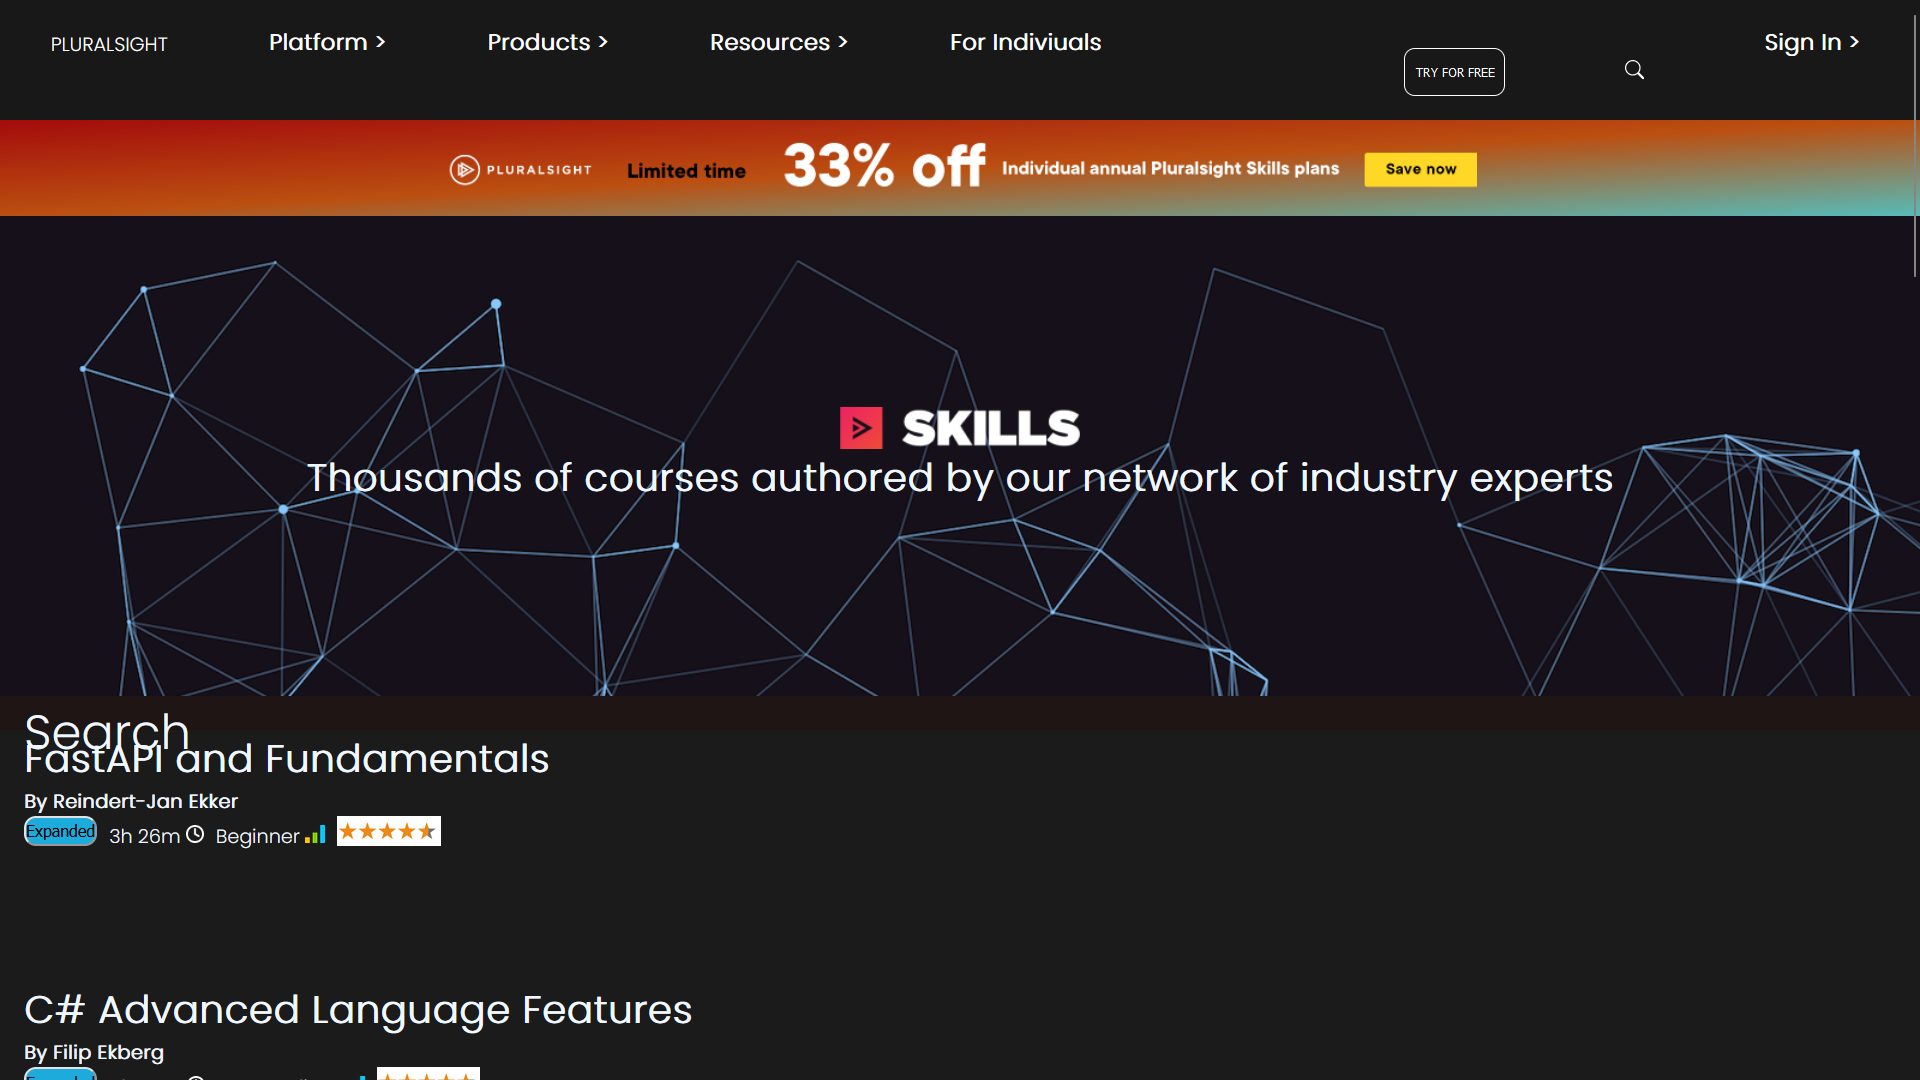 PLURALSIGHT
Platform >
Products >
Resources >
For Indiviuals
TRY FOR FREE
Sign In >
PLURALSIGHT
Limited time
33% off
Individual annual Pluralsight Skills plans
Save now
SKILLS
Thousands of courses authored by our network of industry experts
Search
FastAPI and Fundamentals
By Reindert-Jan Ekker
Expanded
3h 26m
Beginner
C# Advanced Language Features
By Filip Ekberg